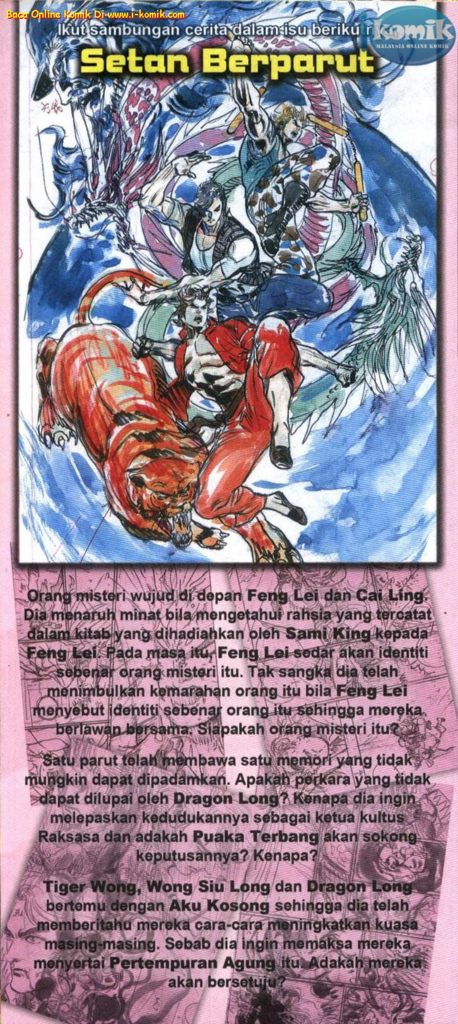 Baca Online Komik Di www.i-komik.com
Ikut sambungan cerita dalam isu beriku
komik
MALAYSIA ONLINE KOMIK
Setan Berparut
Orang misteri wujud di depan Feng Lei dan Cai Ling.
Dia menaruh minat bila mengetahui rahsia yang tercatat
dalam kitab yang dihadiahkan oleh Sami King kepada
Feng Lei. Pada masa itu, Feng Lei sedar akan identiti
sebenar orang misteri itu. Tak sangka dia telah
menimbulkan kemarahan orang itu bila Feng Lei
menyebut identiti sebenar orang itu sehingga mereka
berlawan bersama. Siapakah orang misteri itu?
Satu parut telah membawa satu memori yang tidak
mungkin dapat dipadamkan. Apakah perkara yang tidak
dapat dilupai oleh Dragon Long? Kenapa dia ingin
melepaskan kedudukannya sebagai ketua kultus
Raksasa dan adakah Puaka Terbang akan sokong
keputusannya? Kenapa?
Tiger Wong, Wong Siu Long dan Dragon Long
bertemu dengan Aku Kosong sehingga dia telah
memberitahu mereka cara-cara meningkatkan kuasa
masing-masing. Sebab dia ingin memaksa mereka
menyertai Pertempuran Agung itu. Adakah mereka
akan bersetuju?